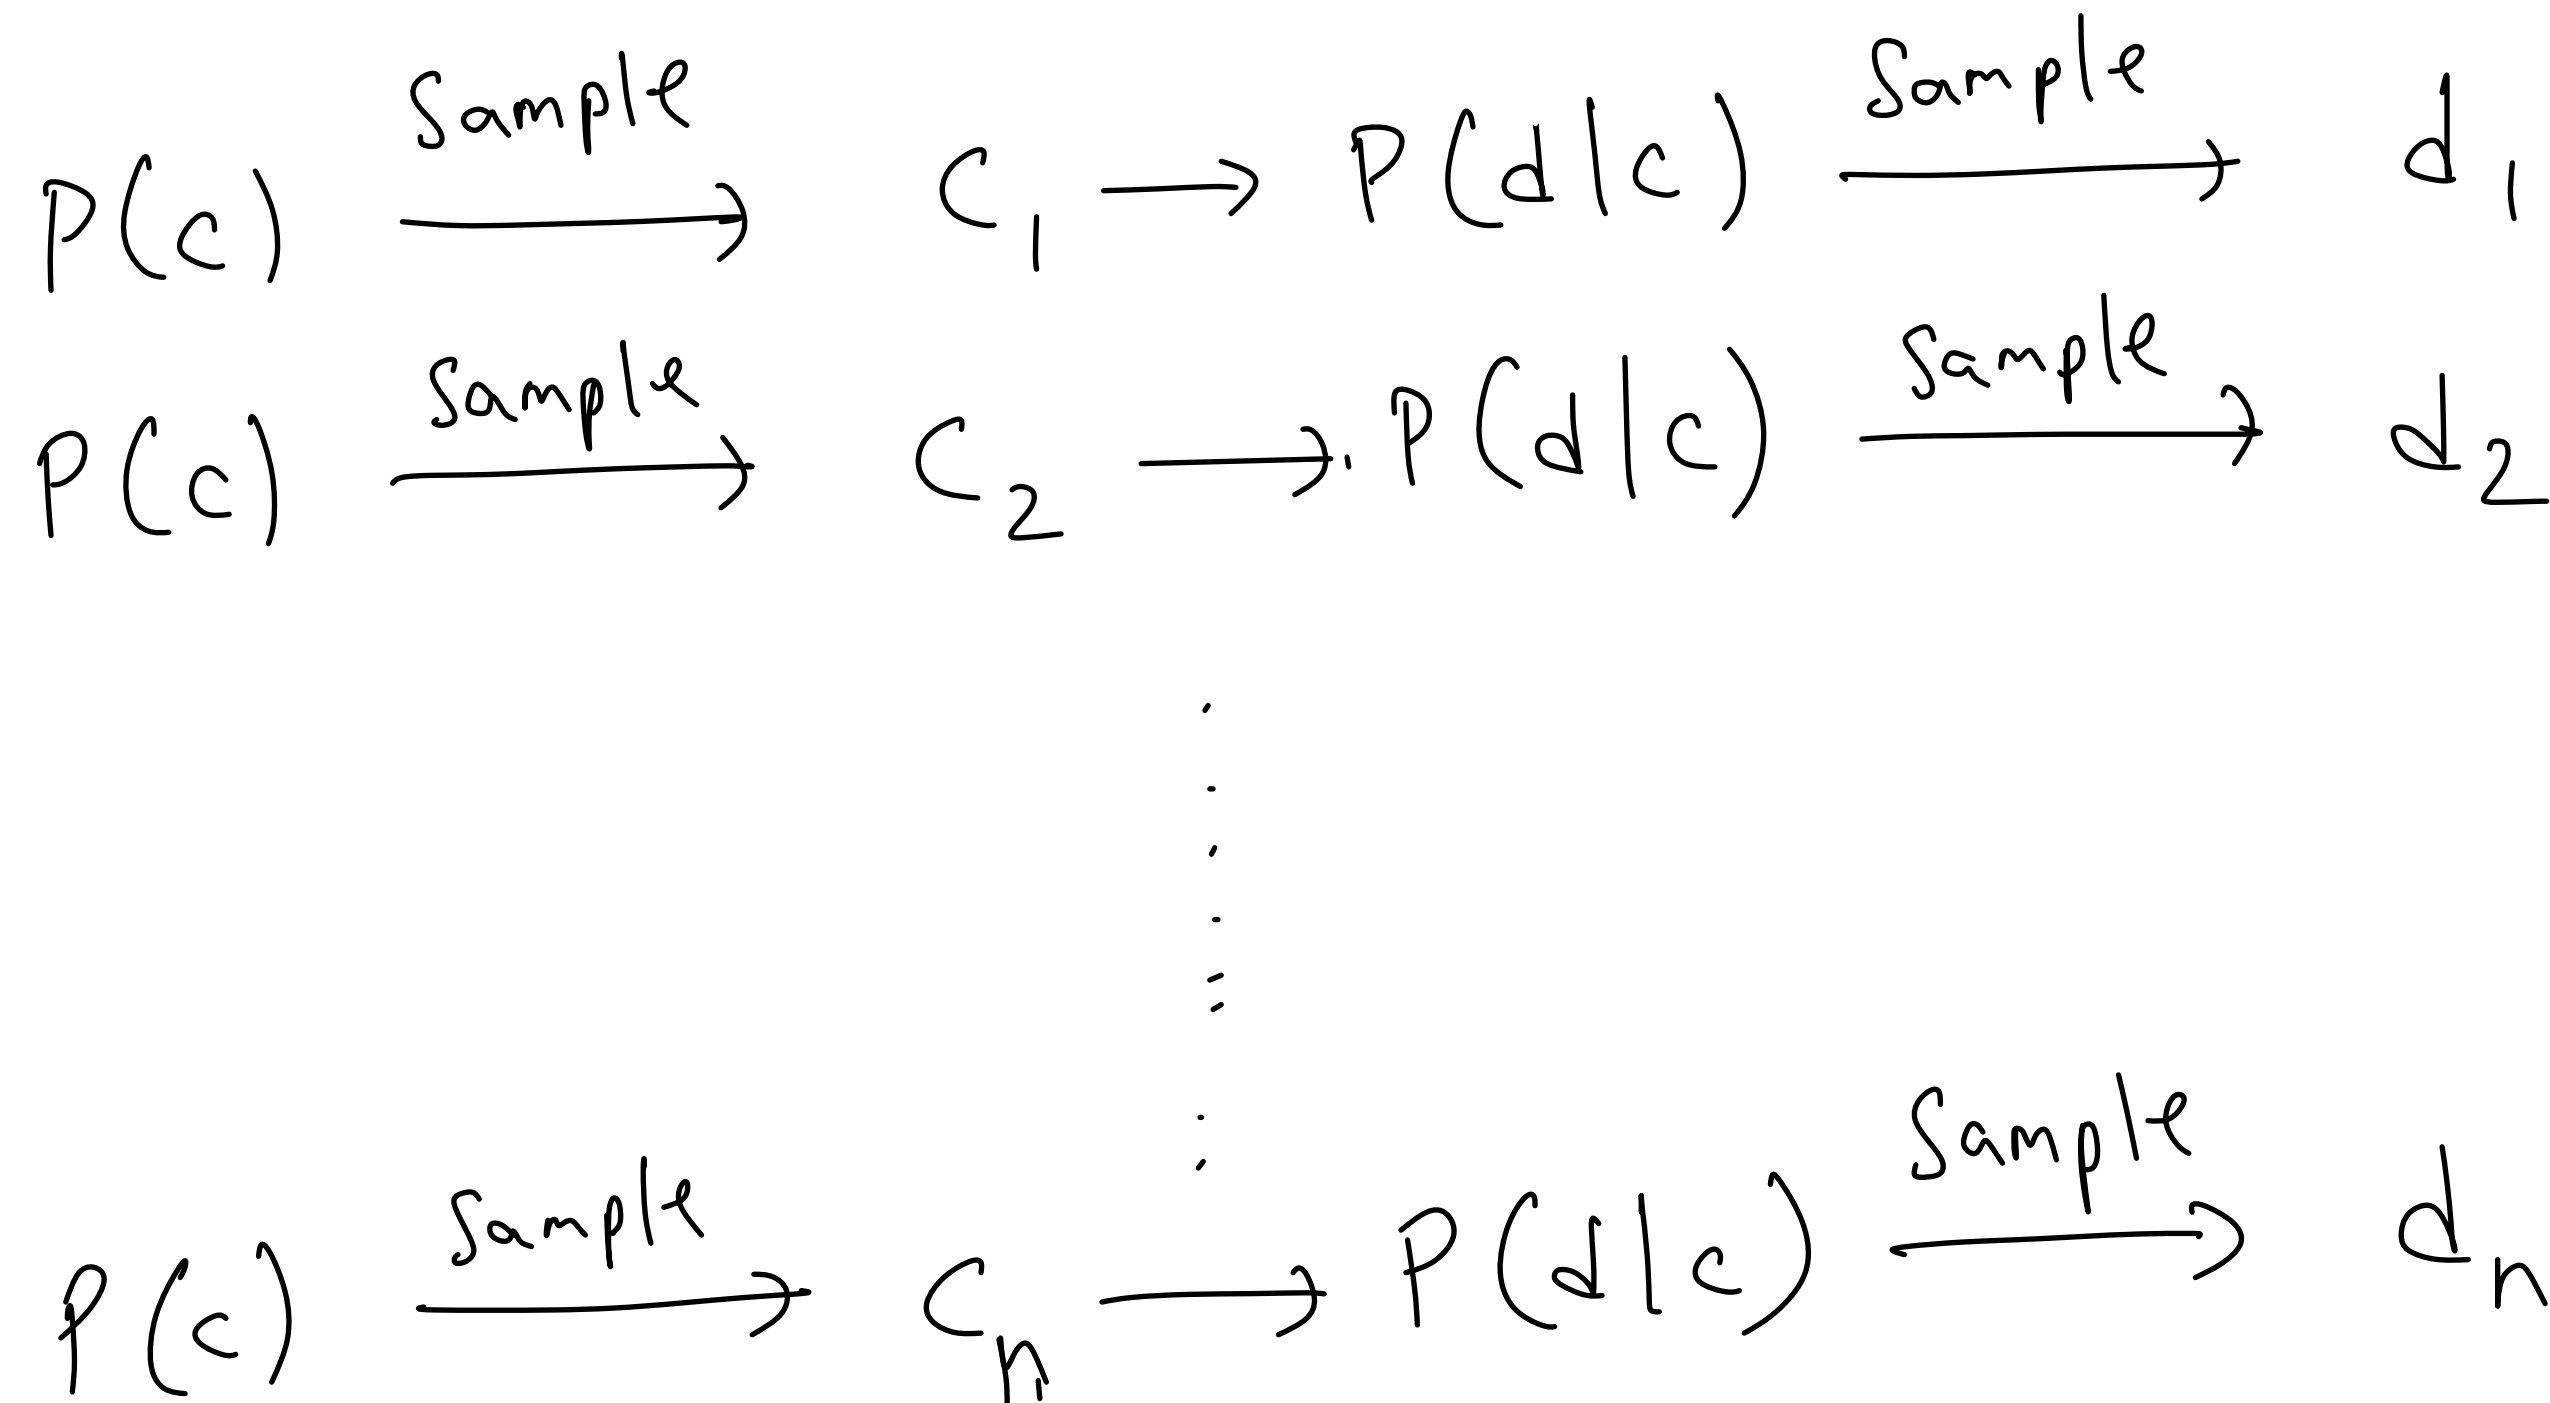 P(c) Sample → C₁ → P(d|c) Sample → d₁
P(c) Sample → C₂ → P(d|c) Sample → d₂
P(c) Sample → Cₙ → P(d|c) Sample → dₙ